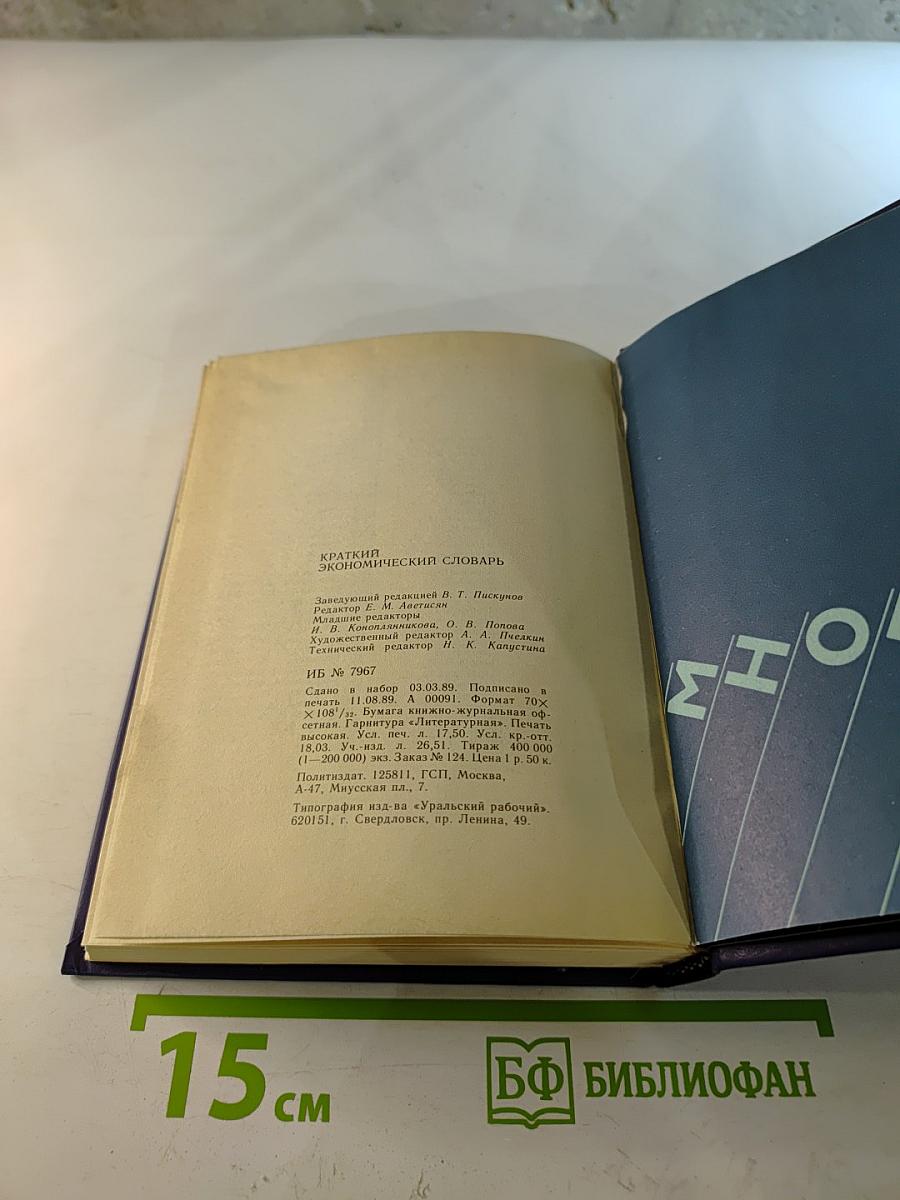 КРАТКИЙ
ЭКОНОМИЧЕСКИЙ СЛОВАРЬ
Заведующий редакцией В. Т. Пискунов
Редактор Е. М. Аветисян
Младшие редакторы
И. В. Коноплянникова, О. В. Попова
Художественный редактор А. А. Пчелкин
Технический редактор Н. К. Капустина
ИБ № 7967
Сдано в набор 03.03.89. Подписано в
печать 11.08.89. А 00091. Формат 70×
×108¹/₃₂. Бумага книжно-журнальная оф-
сетная. Гарнитура «Литературная». Печать
высокая. Усл. печ. л. 17,50. Усл. кр.-отт.
18,03. Уч.-изд. л. 26,51. Тираж 400 000
(1—200 000) экз. Заказ № 124. Цена 1 р. 50 к.
Политиздат. 125811, ГСП, Москва,
А-47, Миусская пл., 7.
Типография изд-ва «Уральский рабочий».
620151, г. Свердловск, пр. Ленина, 49.
МНО
15 см
БФ БИБЛИОФАН